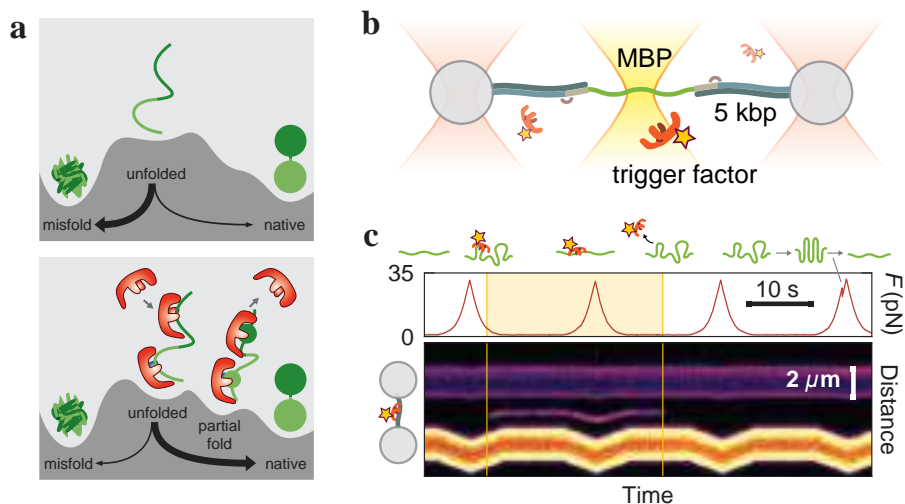 a
unfolded
misfold
native
unfolded
partial
fold
misfold
native
b
MBP
5 kbp
trigger factor
c
35
0
10 s
F (pN)
2 μm
Distance
Time